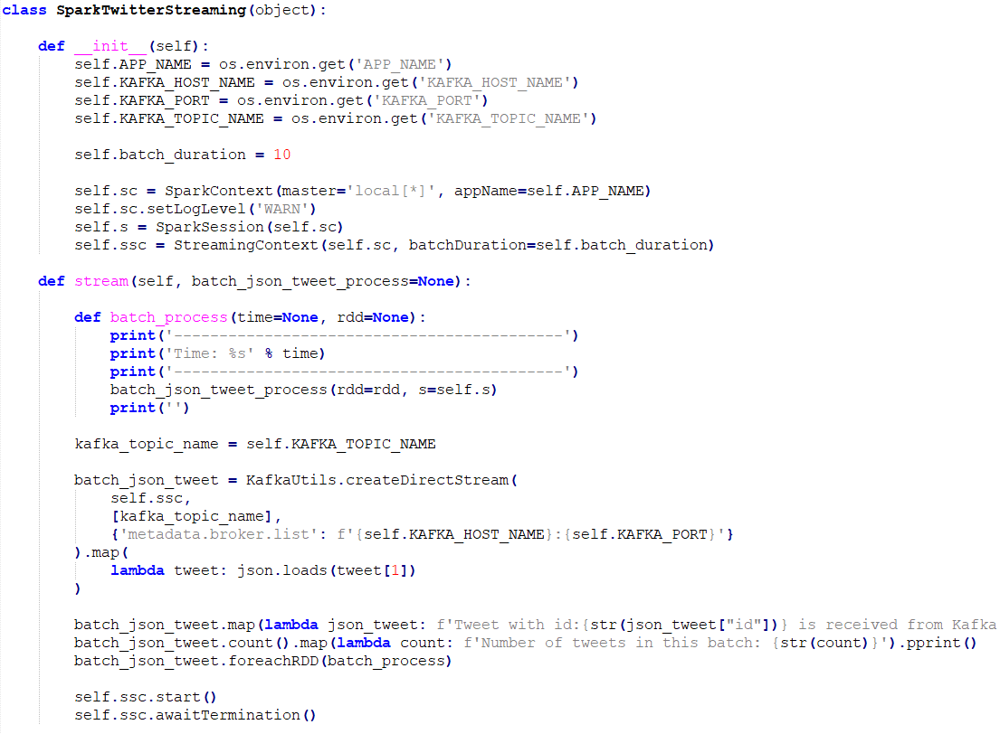 class SparkTwitterStreaming(object):
def __init__(self):
self.APP_NAME = os.environ.get('APP_NAME')
self.KAFKA_HOST_NAME = os.environ.get('KAFKA_HOST_NAME')
self.KAFKA_PORT = os.environ.get('KAFKA_PORT')
self.KAFKA_TOPIC_NAME = os.environ.get('KAFKA_TOPIC_NAME')
self.batch_duration = 10
self.sc = SparkContext(master='local[*]', appName=self.APP_NAME)
self.sc.setLogLevel('WARN')
self.s = SparkSession(self.sc)
self.ssc = StreamingContext(self.sc, batchDuration=self.batch_duration)
def stream(self, batch_json_tweet_process=None):
def batch_process(time=None, rdd=None):
print('-------------------------------------------')
print('Time: %s' % time)
print('-------------------------------------------')
batch_json_tweet_process(rdd=rdd, s=self.s)
print('')
kafka_topic_name = self.KAFKA_TOPIC_NAME
batch_json_tweet = KafkaUtils.createDirectStream(
self.ssc,
[kafka_topic_name],
{'metadata.broker.list': f'{self.KAFKA_HOST_NAME}:{self.KAFKA_PORT}'}
).map(
lambda tweet: json.loads(tweet[1])
)
batch_json_tweet.map(lambda json_tweet: f'Tweet with id:{str(json_tweet["id"])} is received from Kafka
batch_json_tweet.count().map(lambda count: f'Number of tweets in this batch: {str(count)}').pprint()
batch_json_tweet.foreachRDD(batch_process)
self.ssc.start()
self.ssc.awaitTermination()